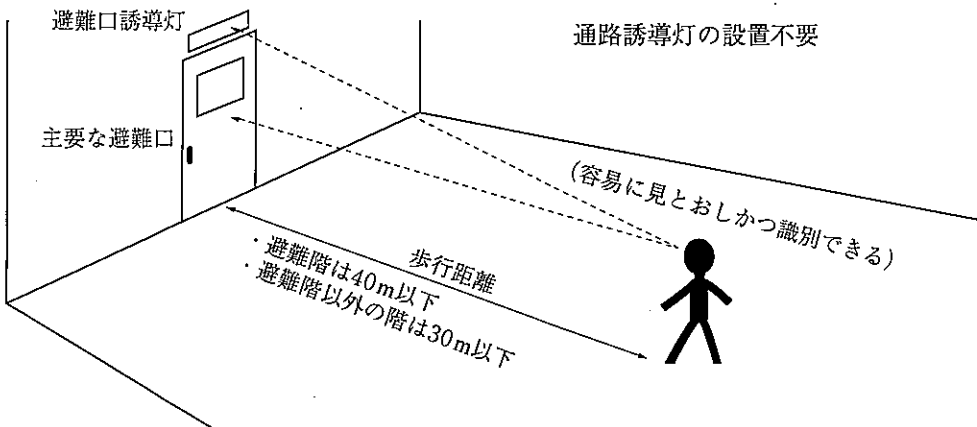 避難口誘導灯
通路誘導灯の設置不要
主要な避難口
(容易に見とおしかつ識別できる)
歩行距離
・避難階は40m以下
・避難階以外の階は30m以下